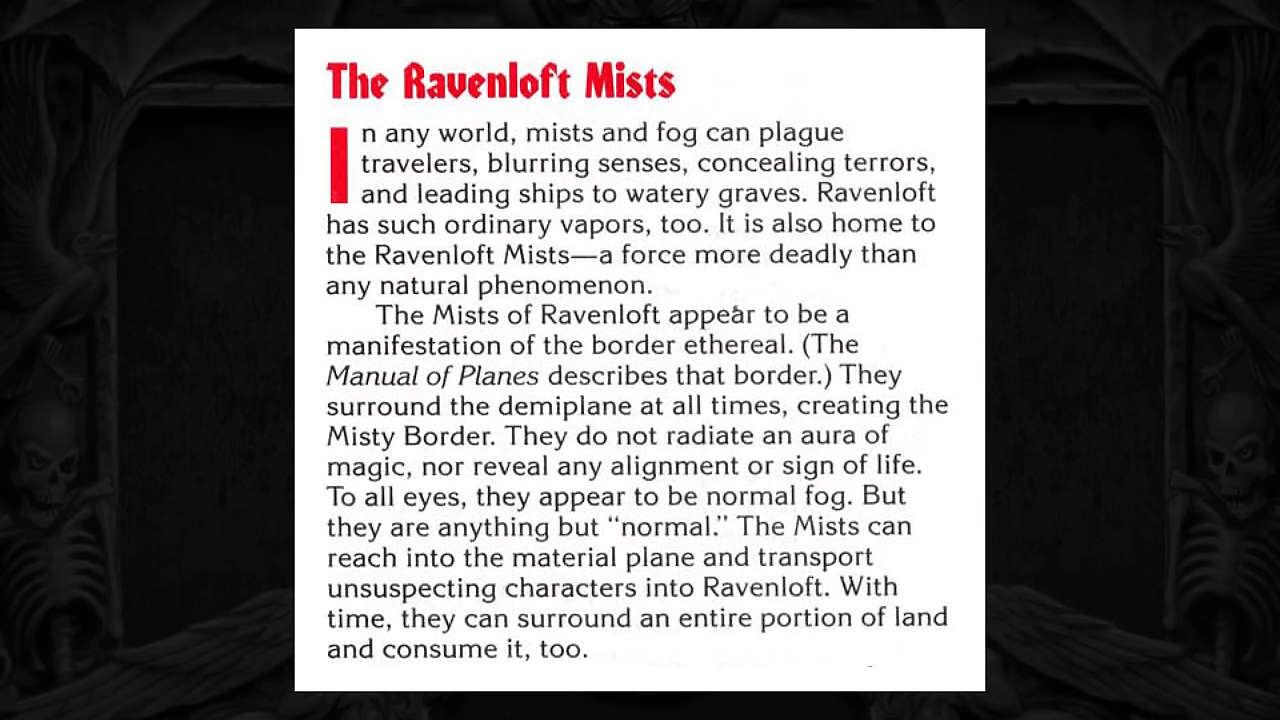 The Ravenloft Mists
In any world, mists and fog can plague
travelers, blurring senses, concealing terrors,
and leading ships to watery graves. Ravenloft
has such ordinary vapors, too. It is also home to
the Ravenloft Mists—a force more deadly than
any natural phenomenon.
The Mists of Ravenloft appear to be a
manifestation of the border ethereal. (The
Manual of Planes describes that border.) They
surround the demiplane at all times, creating the
Misty Border. They do not radiate an aura of
magic, nor reveal any alignment or sign of life.
To all eyes, they appear to be normal fog. But
they are anything but “normal.” The Mists can
reach into the material plane and transport
unsuspecting characters into Ravenloft. With
time, they can surround an entire portion of land
and consume it, too.